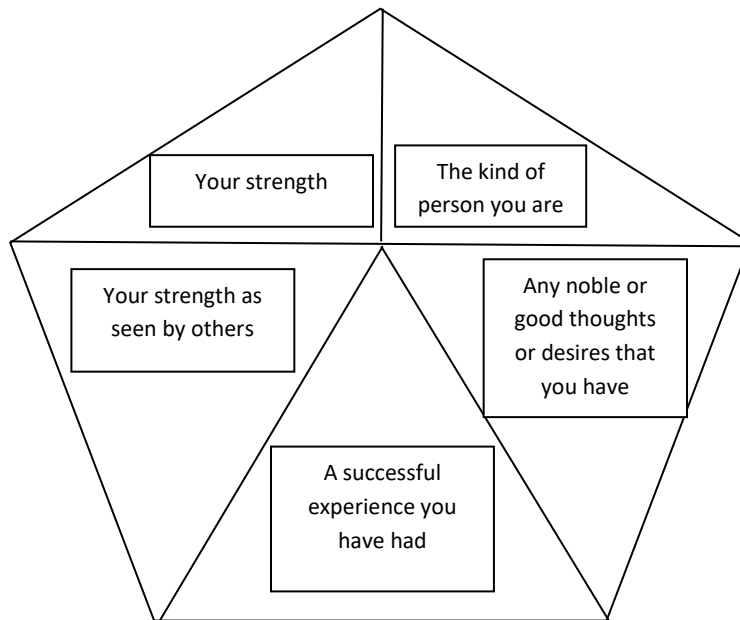 Your strength
The kind of
person you are
Your strength as
seen by others
Any noble or
good thoughts
or desires that
you have
A successful
experience you
have had